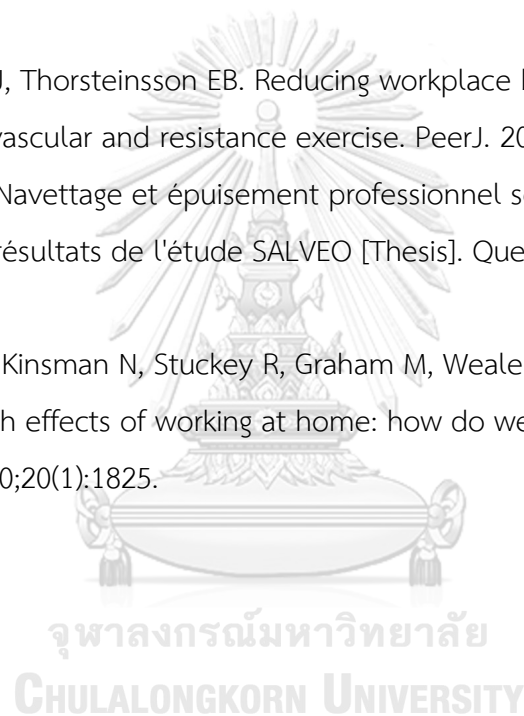 J, Thorsteinsson EB. Reducing workplace
vascular and resistance exercise. PeerJ. 20
Navettage et épuisement professionnel s
résultats de l'étude SALVEO [Thesis]. Que
Kinsman N, Stuckey R, Graham M, Weale
h effects of working at home: how do we
0;20(1):1825.
จุฬาลงกรณ์มหาวิทยาลัย
CHULALONGKORN UNIVERSITY